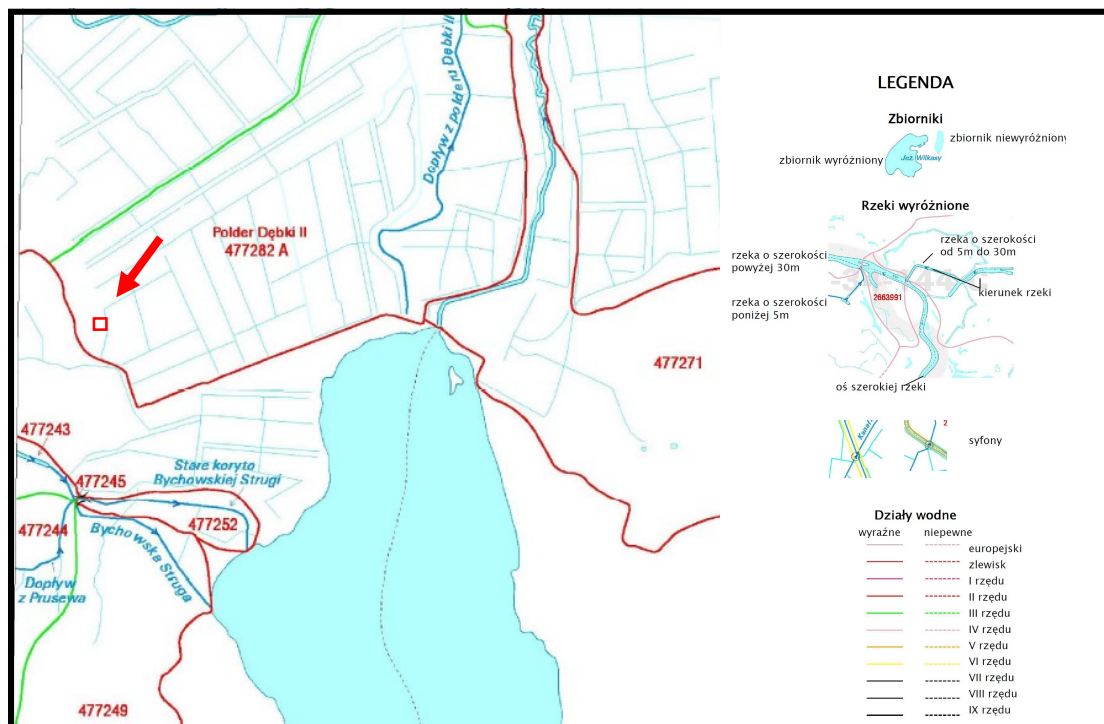 Dopływ z polderu Dębki II
Polder Dębki II
477282 A
477271
477243
477245
Stare koryto
Bychowskiej Strugi
477252
477244
Bychowska Struga
Dopływ
z Prusewa
477249
LEGENDA
Zbiorniki
zbiornik wyróżniony
Jez. Wilkasy
zbiornik niewyróżniony
Rzeki wyróżnione
rzeka o szerokości
powyżej 30m
rzeka o szerokości
od 5m do 30m
kierunek rzeki
rzeka o szerokości
poniżej 5m
2663991
oś szerokiej rzeki
syfony
Działy wodne
wyraźne niepewne
europejski
zlewisk
I rzędu
II rzędu
III rzędu
IV rzędu
V rzędu
VI rzędu
VII rzędu
VIII rzędu
IX rzędu